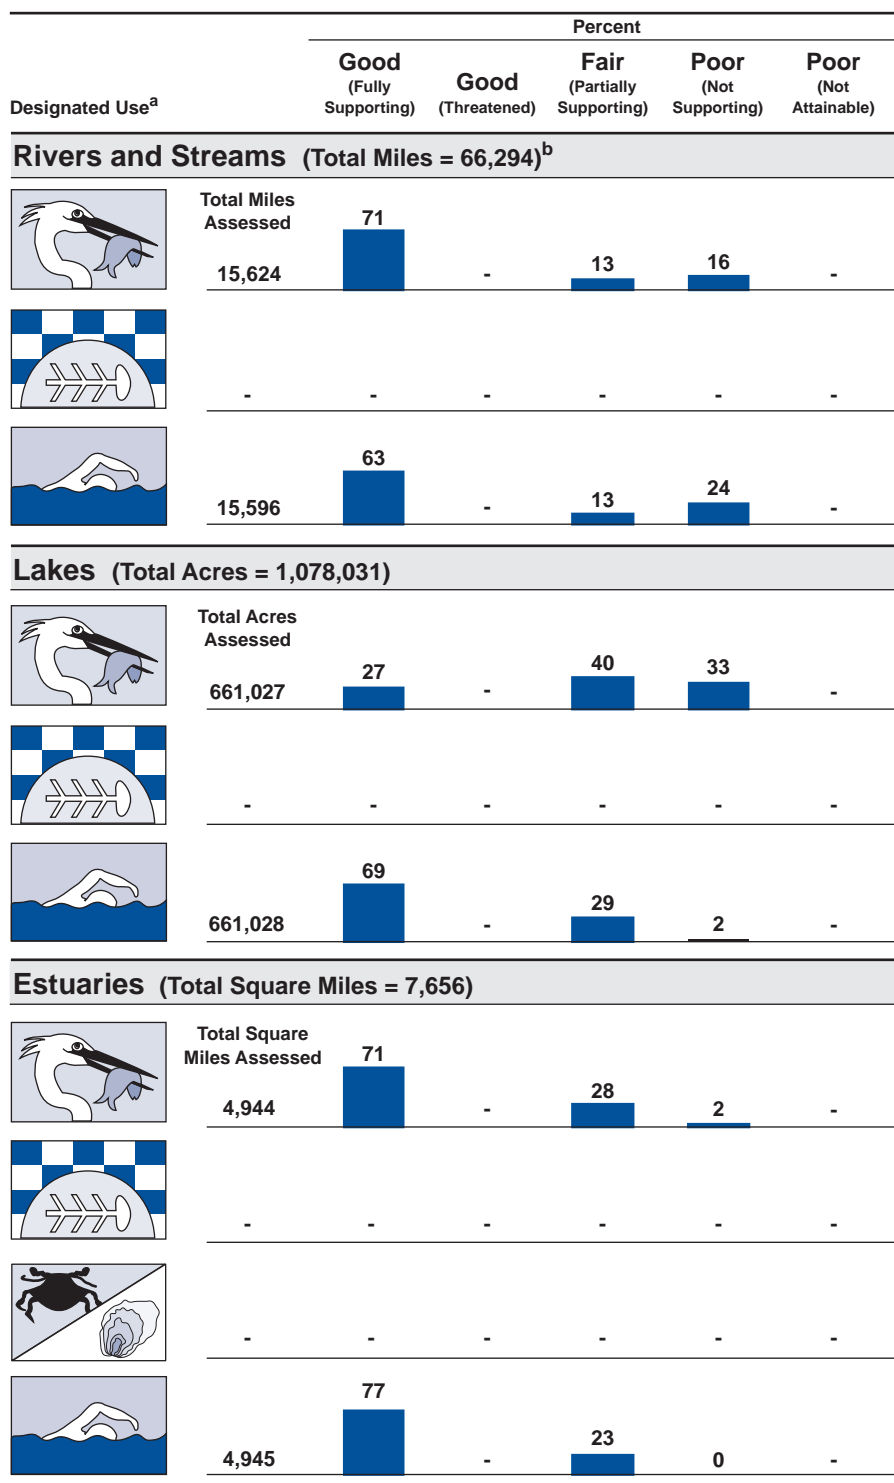 Percent
Designated Use^a
Good (Fully Supporting)
Good (Threatened)
Fair (Partially Supporting)
Poor (Not Supporting)
Poor (Not Attainable)
Rivers and Streams (Total Miles = 66,294)^b
Total Miles
Assessed
71
15,624 - 13 16 -
- - - - - -
63
15,596 - 13 24 -
Lakes (Total Acres = 1,078,031)
Total Acres
Assessed
661,027 27 - 40 33 -
- - - - - -
69
661,028 - 29 2 -
Estuaries (Total Square Miles = 7,656)
Total Square
Miles Assessed
71
4,944 - 28 2 -
- - - - - -
- - - - - -
77
4,945 - 23 0 -